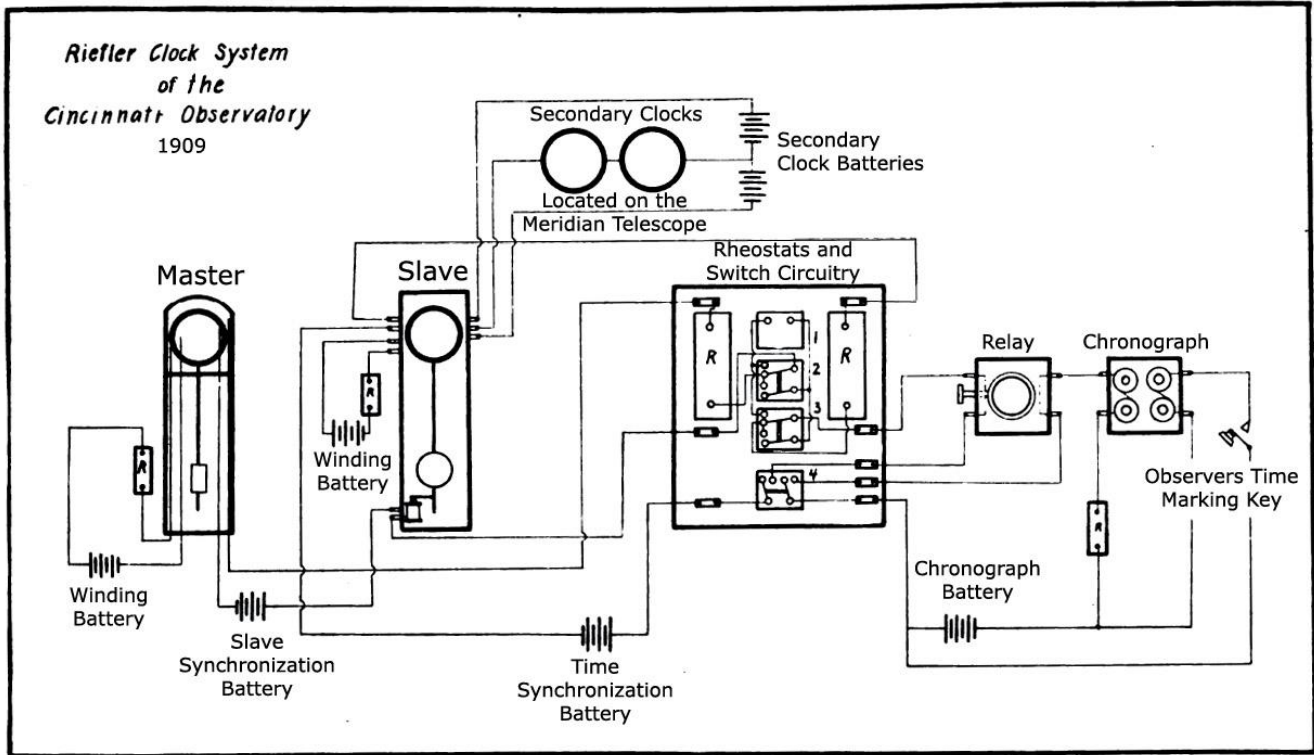 Riefler Clock System
of the
Cincinnati Observatory
1909
Secondary Clocks
Secondary
Clock Batteries
Located on the
Meridian Telescope
Rheostats and
Switch Circuitry
Master
Slave
R
R
1
2
3
4
Relay
Chronograph
R
R
Winding
Battery
Observers Time
Marking Key
R
Chronograph
Battery
Winding
Battery
Slave
Synchronization
Battery
Time
Synchronization
Battery